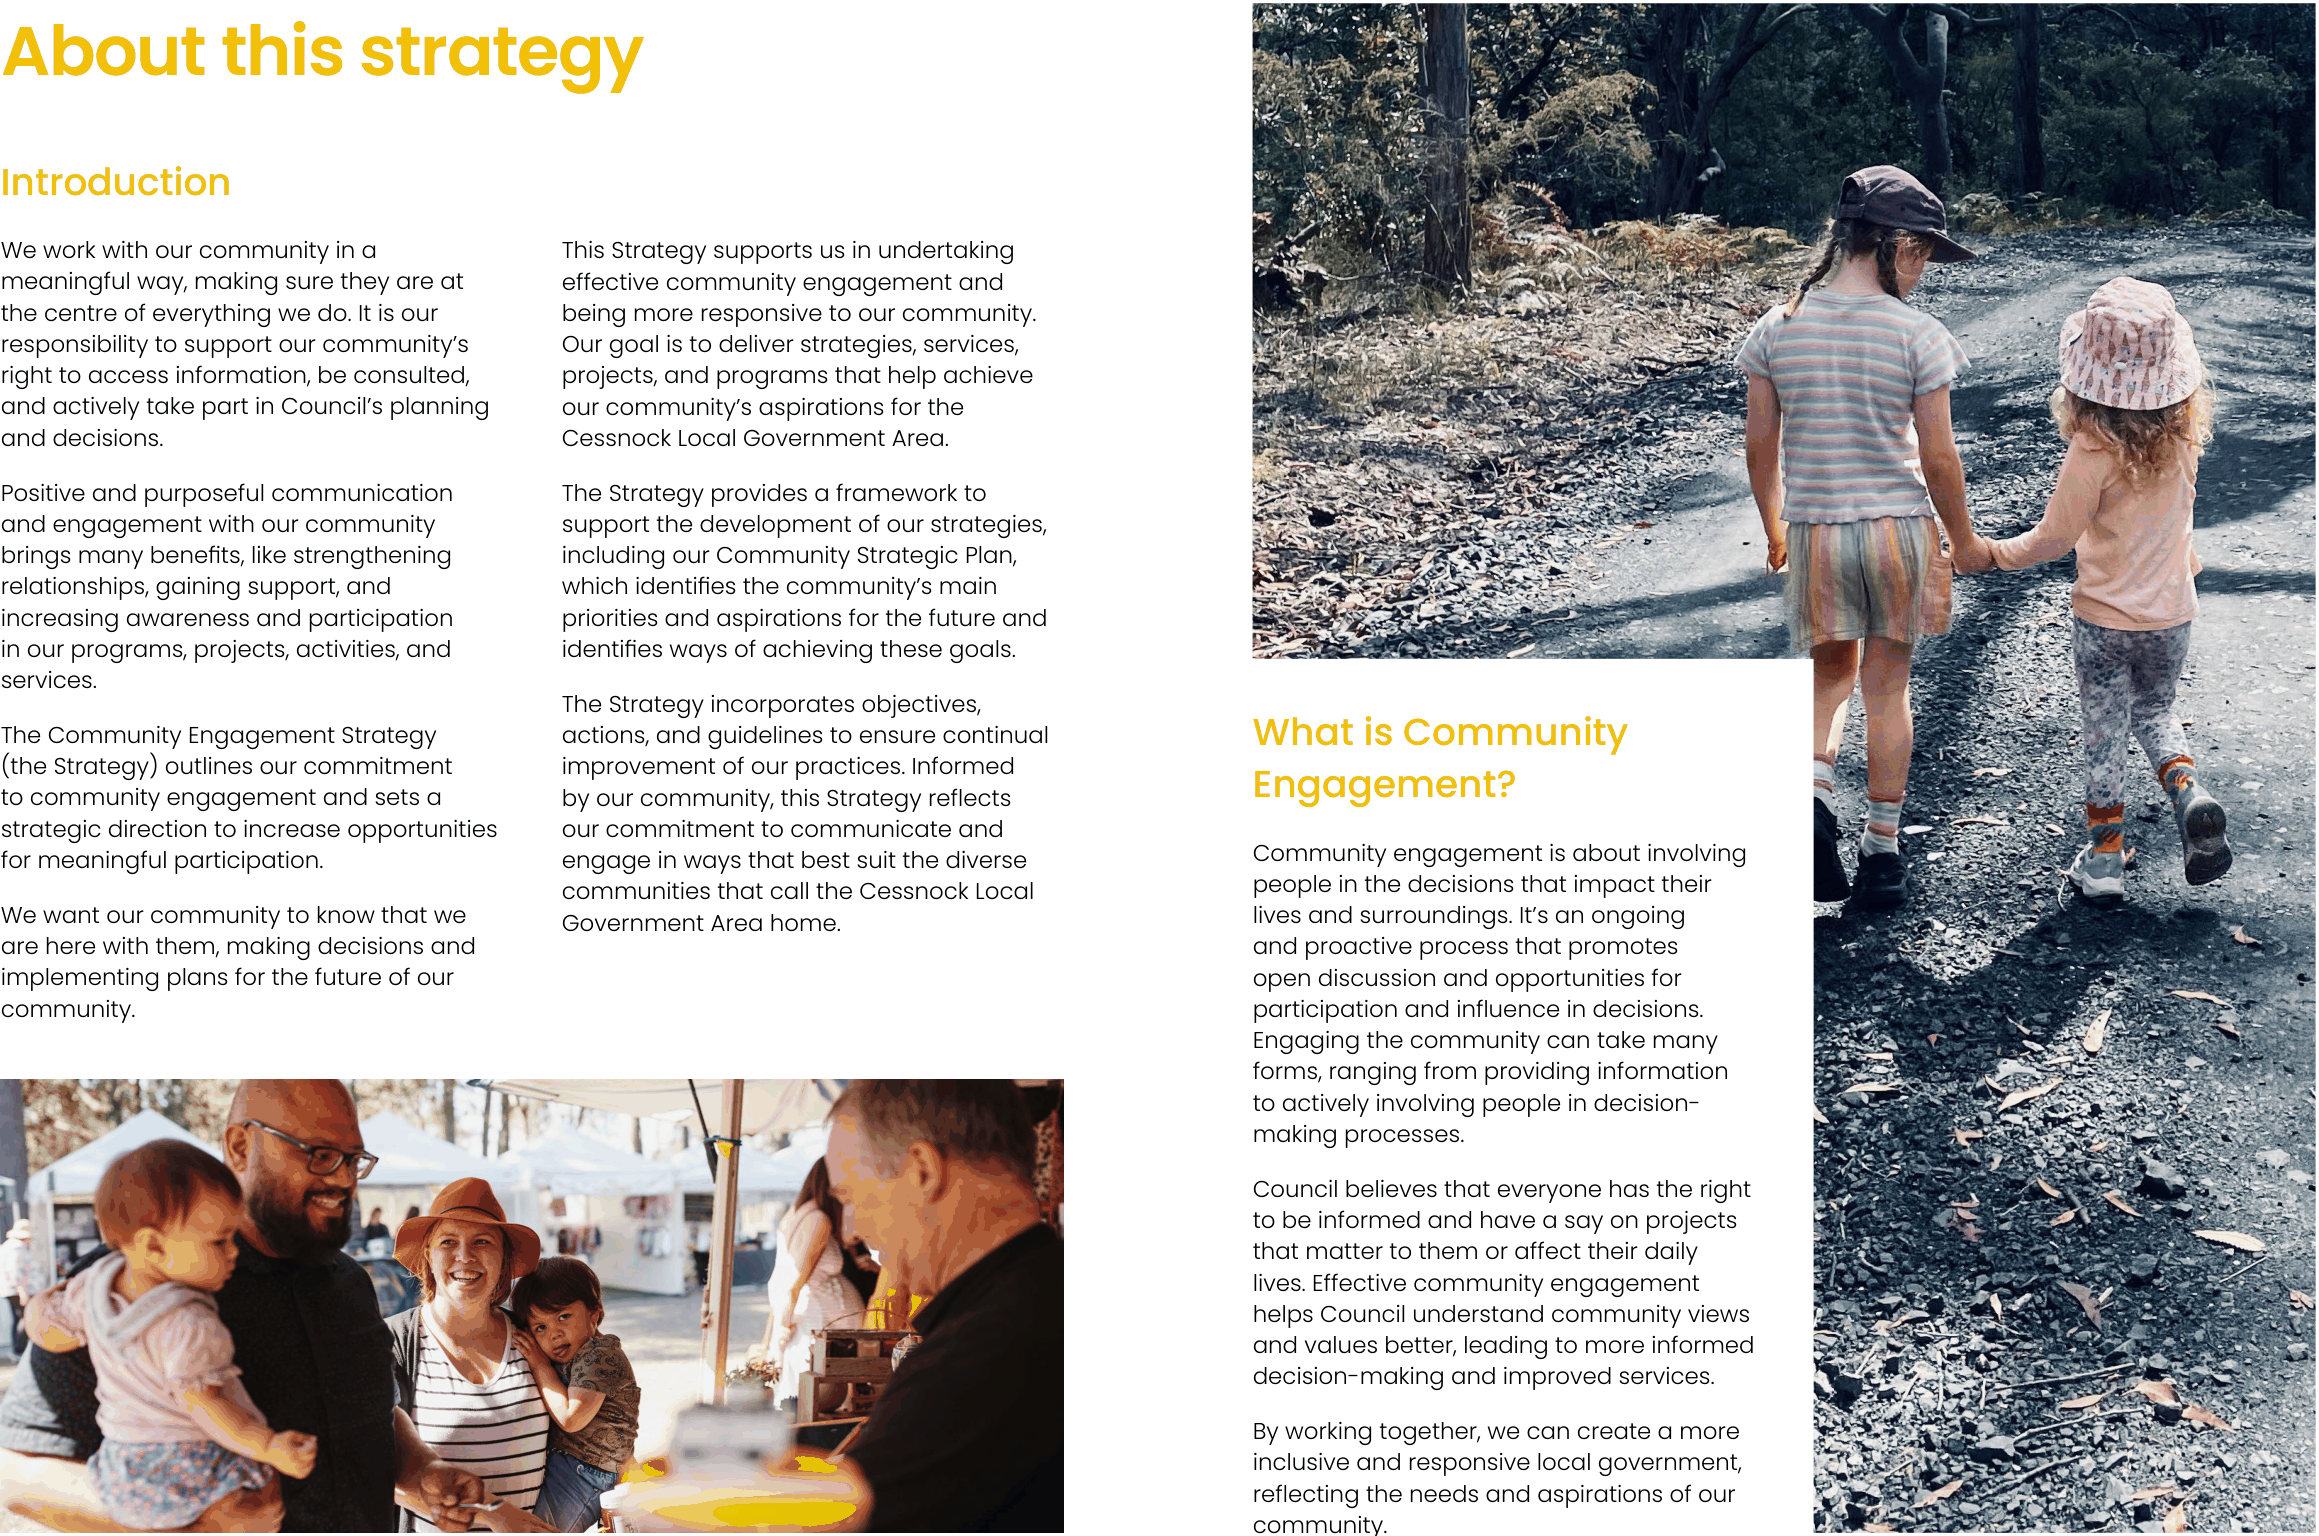 About this strategy
Introduction
We work with our community in a
meaningful way, making sure they are at
the centre of everything we do. It is our
responsibility to support our community’s
right to access information, be consulted,
and actively take part in Council’s planning
and decisions.
Positive and purposeful communication
and engagement with our community
brings many benefits, like strengthening
relationships, gaining support, and
increasing awareness and participation
in our programs, projects, activities, and
services.
The Community Engagement Strategy
(the Strategy) outlines our commitment
to community engagement and sets a
strategic direction to increase opportunities
for meaningful participation.
We want our community to know that we
are here with them, making decisions and
implementing plans for the future of our
community.
This Strategy supports us in undertaking
effective community engagement and
being more responsive to our community.
Our goal is to deliver strategies, services,
projects, and programs that help achieve
our community’s aspirations for the
Cessnock Local Government Area.
The Strategy provides a framework to
support the development of our strategies,
including our Community Strategic Plan,
which identifies the community’s main
priorities and aspirations for the future and
identifies ways of achieving these goals.
The Strategy incorporates objectives,
actions, and guidelines to ensure continual
improvement of our practices. Informed
by our community, this Strategy reflects
our commitment to communicate and
engage in ways that best suit the diverse
communities that call the Cessnock Local
Government Area home.
What is Community
Engagement?
Community engagement is about involving
people in the decisions that impact their
lives and surroundings. It’s an ongoing
and proactive process that promotes
open discussion and opportunities for
participation and influence in decisions.
Engaging the community can take many
forms, ranging from providing information
to actively involving people in decision-
making processes.
Council believes that everyone has the right
to be informed and have a say on projects
that matter to them or affect their daily
lives. Effective community engagement
helps Council understand community views
and values better, leading to more informed
decision-making and improved services.
By working together, we can create a more
inclusive and responsive local government,
reflecting the needs and aspirations of our
community.